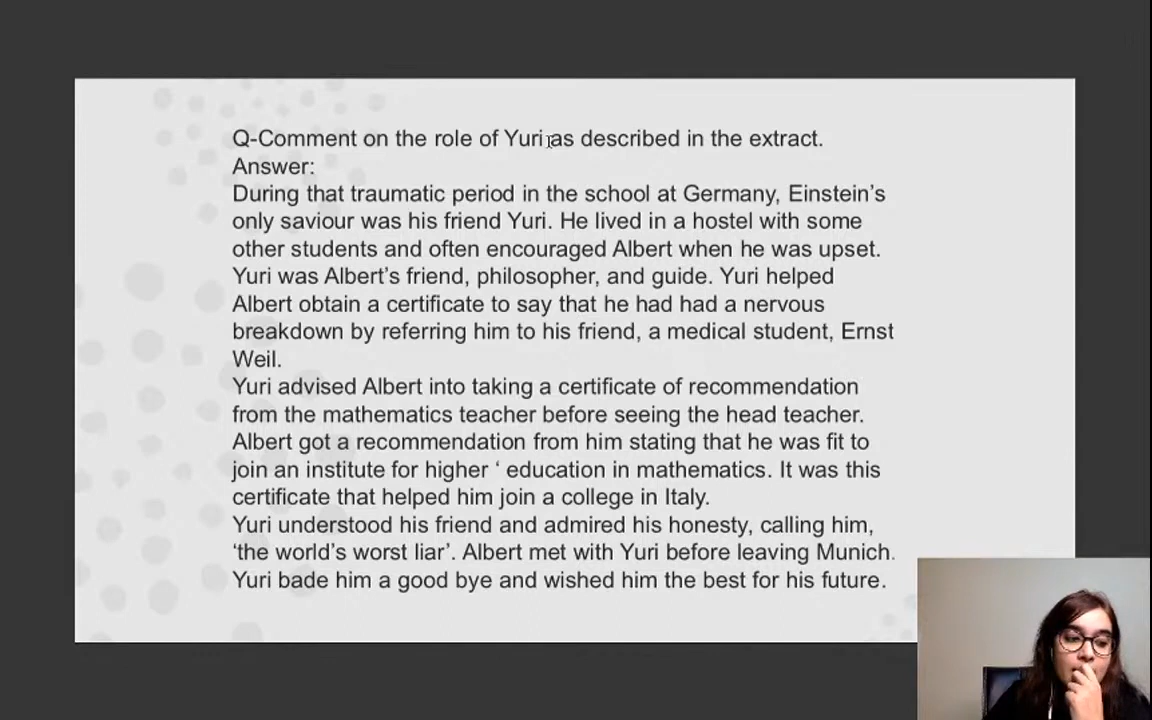 Q-Comment on the role of Yuri as described in the extract.
Answer:
During that traumatic period in the school at Germany, Einstein’s
only saviour was his friend Yuri. He lived in a hostel with some
other students and often encouraged Albert when he was upset.
Yuri was Albert’s friend, philosopher, and guide. Yuri helped
Albert obtain a certificate to say that he had had a nervous
breakdown by referring him to his friend, a medical student, Ernst
Weil.
Yuri advised Albert into taking a certificate of recommendation
from the mathematics teacher before seeing the head teacher.
Albert got a recommendation from him stating that he was fit to
join an institute for higher ‘ education in mathematics. It was this
certificate that helped him join a college in Italy.
Yuri understood his friend and admired his honesty, calling him,
‘the world’s worst liar’. Albert met with Yuri before leaving Munich.
Yuri bade him a good bye and wished him the best for his future.